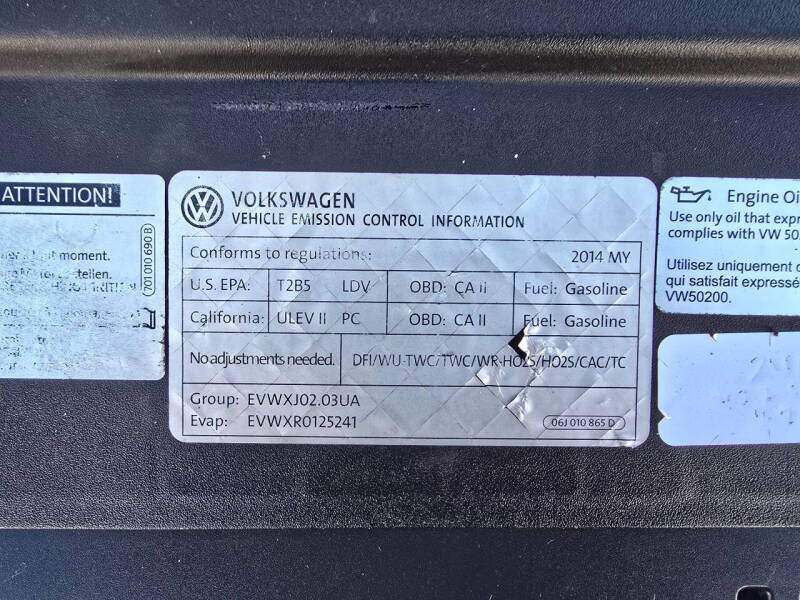 ATTENTION!
moment.
701 010 690 B
VOLKSWAGEN
VEHICLE EMISSION CONTROL INFORMATION
Conforms to regulations: 2014 MY
U.S. EPA: T2B5 LDV OBD: CA II Fuel: Gasoline
California: ULEV II PC OBD: CA II Fuel: Gasoline
No adjustments needed. DFI/WU-TWC/TWC/WR-HO2S/HO2S/CAC/TC
Group: EVWXJ02.03UA
Evap: EVWXR0125241
06J 010 865 D
Engine Oi
Use only oil that expr
complies with VW 50
Utilisez uniquement
qui satisfait expressé
VW50200.